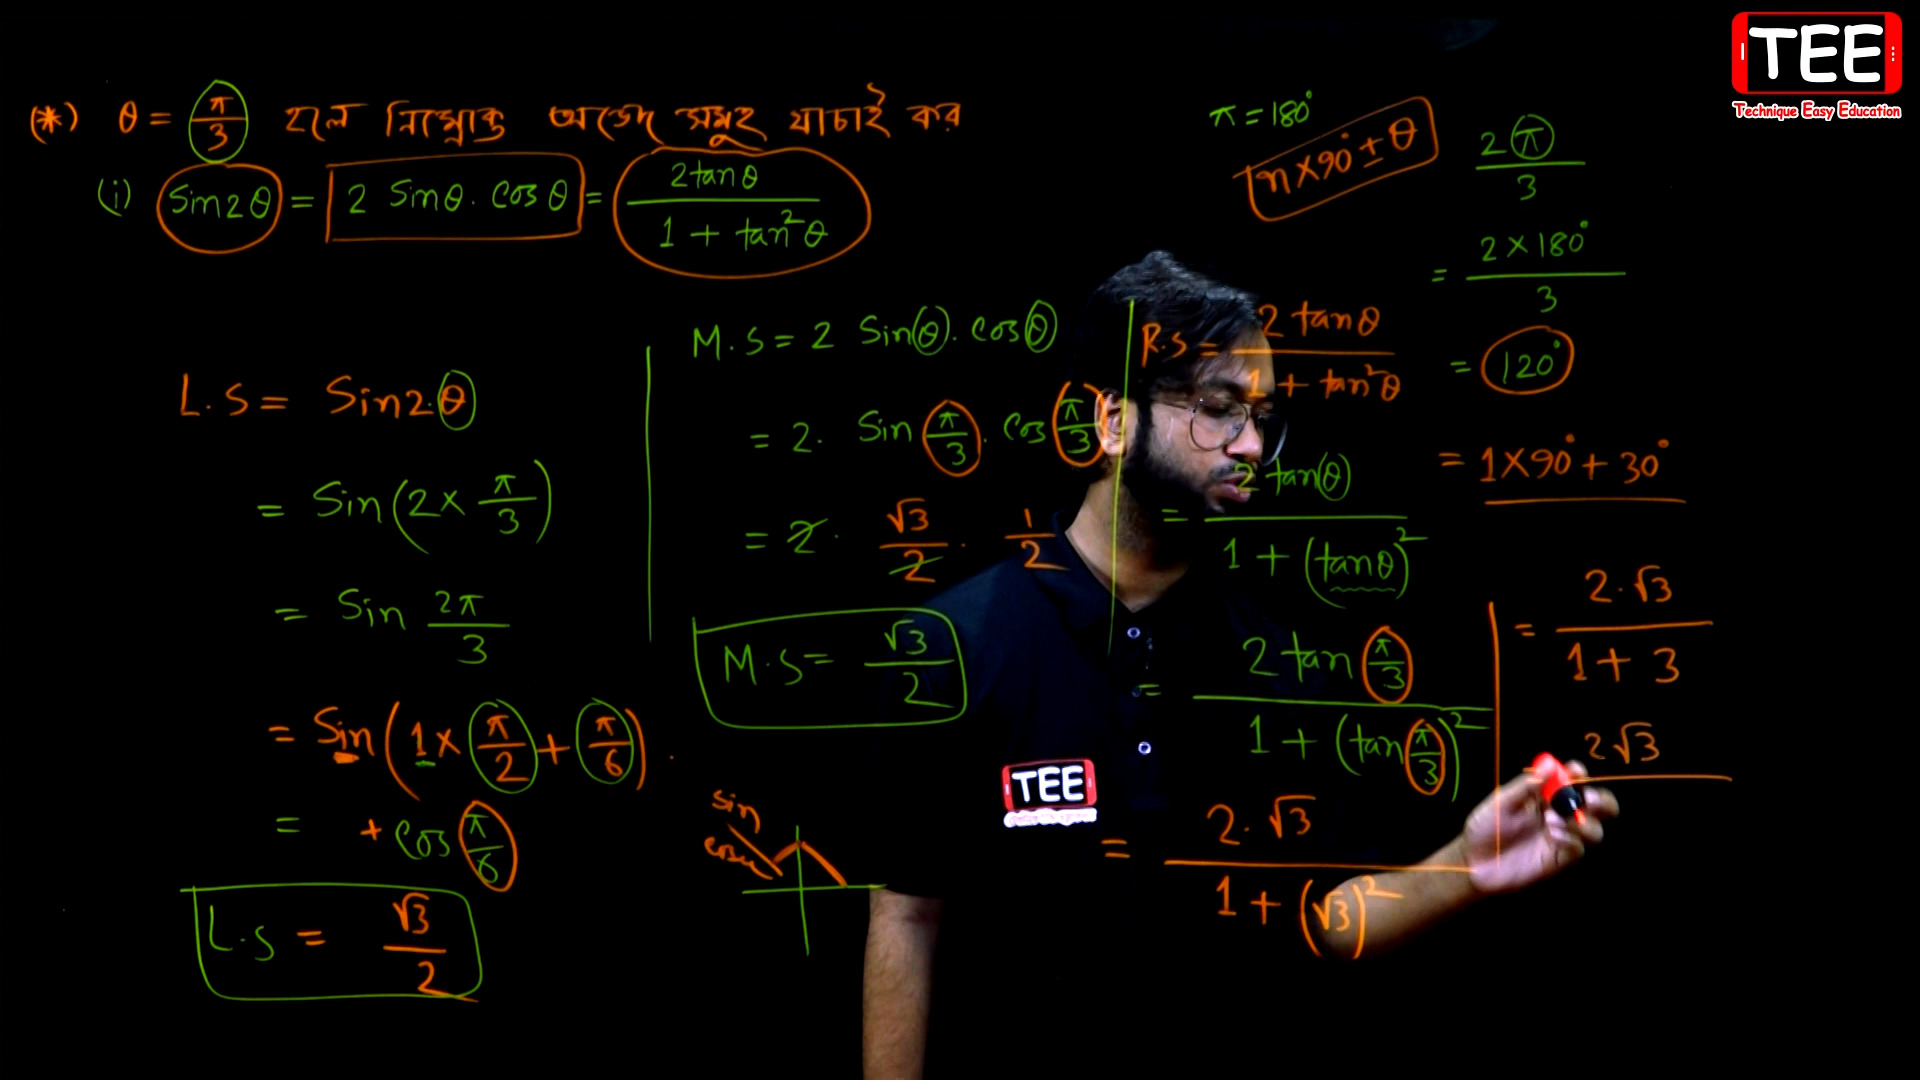 TEE
Technique Easy Education
(*) θ = π/3 হলে নিম্নোক্ত অভেদ সমূহ যাচাই কর
(i) Sin2θ = 2 Sinθ. Cosθ = 2tanθ / 1 + tan²θ
L.S = Sin2.θ
= Sin(2 × π/3)
= Sin 2π/3
= Sin(1× π/2 + π/6).
= + Cos π/6
L.S = √3/2
M.S = 2 Sin(θ). Cosθ
= 2. Sin π/3. Cos(π/3)
= 2. √3/2 . 1/2
M.S = √3/2
Sin
R.S = 2 tanθ / 1 + tan²θ
= 2 tan(θ) / 1 + (tanθ)²
= 2 tan π/3 / 1 + (tan π/3)²
= 2.√3 / 1 + (√3)²
= 2.√3 / 1 + 3
2√3
π = 180°
n×90° ± θ
2π / 3
= 2×180° / 3
= 120°
= 1×90° + 30°
TEE